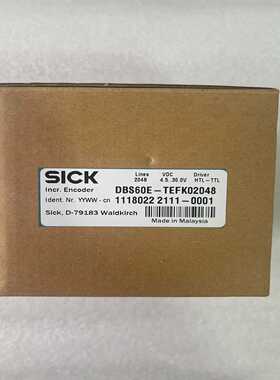 SICK
Lines VDC Driver
2048 4.5...30.0V HTL-TTL
Incr. Encoder DBS60E-TEFK02048
Ident. Nr. YYWW - cn 1118022 2111-0001
Sick, D-79183 Waldkirch
Made in Malaysia